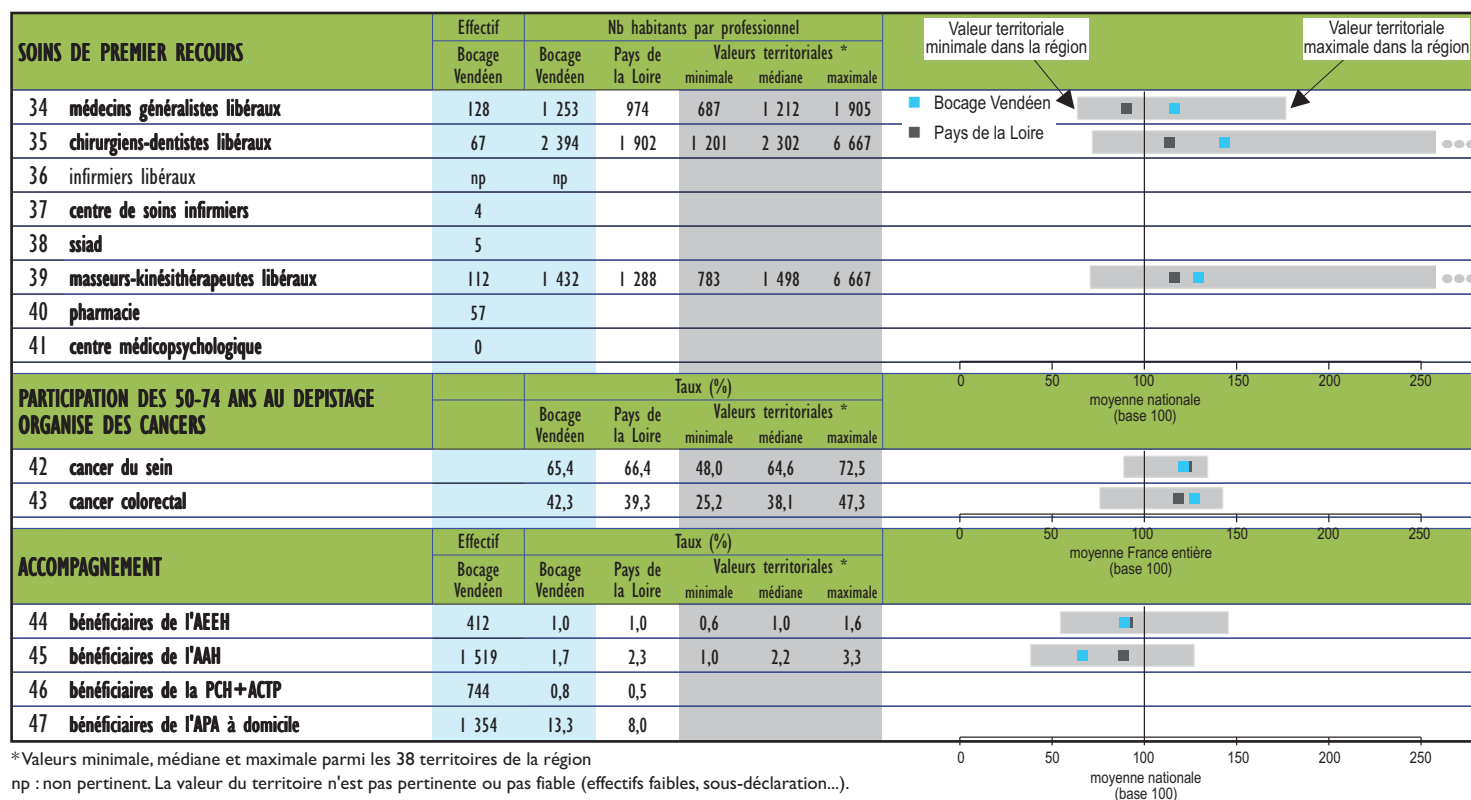 SOINS DE PREMIER RECOURS
Effectif Nb habitants par professionnel
Bocage Vendéen Bocage Vendéen Pays de la Loire Valeurs territoriales *
minimale médiane maximale
Valeur territoriale minimale dans la région
Valeur territoriale maximale dans la région
Bocage Vendéen
Pays de la Loire
34 médecins généralistes libéraux 128 1 253 974 687 1 212 1 905
35 chirurgiens-dentistes libéraux 67 2 394 1 902 1 201 2 302 6 667
36 infirmiers libéraux np np
37 centre de soins infirmiers 4
38 ssiad 5
39 masseurs-kinésithérapeutes libéraux 112 1 432 1 288 783 1 498 6 667
40 pharmacie 57
41 centre médicopsychologique 0
0 50 100 150 200 250
moyenne nationale
(base 100)
PARTICIPATION DES 50-74 ANS AU DEPISTAGE
ORGANISE DES CANCERS
Taux (%)
Bocage Vendéen Pays de la Loire Valeurs territoriales *
minimale médiane maximale
42 cancer du sein 65,4 66,4 48,0 64,6 72,5
43 cancer colorectal 42,3 39,3 25,2 38,1 47,3
0 50 100 150 200 250
moyenne France entière
(base 100)
ACCOMPAGNEMENT
Effectif Taux (%)
Bocage Vendéen Bocage Vendéen Pays de la Loire Valeurs territoriales *
minimale médiane maximale
44 bénéficiaires de l'AEEH 412 1,0 1,0 0,6 1,0 1,6
45 bénéficiaires de l'AAH 1 519 1,7 2,3 1,0 2,2 3,3
46 bénéficiaires de la PCH+ACTP 744 0,8 0,5
47 bénéficiaires de l'APA à domicile 1 354 13,3 8,0
0 50 100 150 200 250
moyenne nationale
(base 100)
* Valeurs minimale, médiane et maximale parmi les 38 territoires de la région
np : non pertinent. La valeur du territoire n'est pas pertinente ou pas fiable (effectifs faibles, sous-déclaration...).